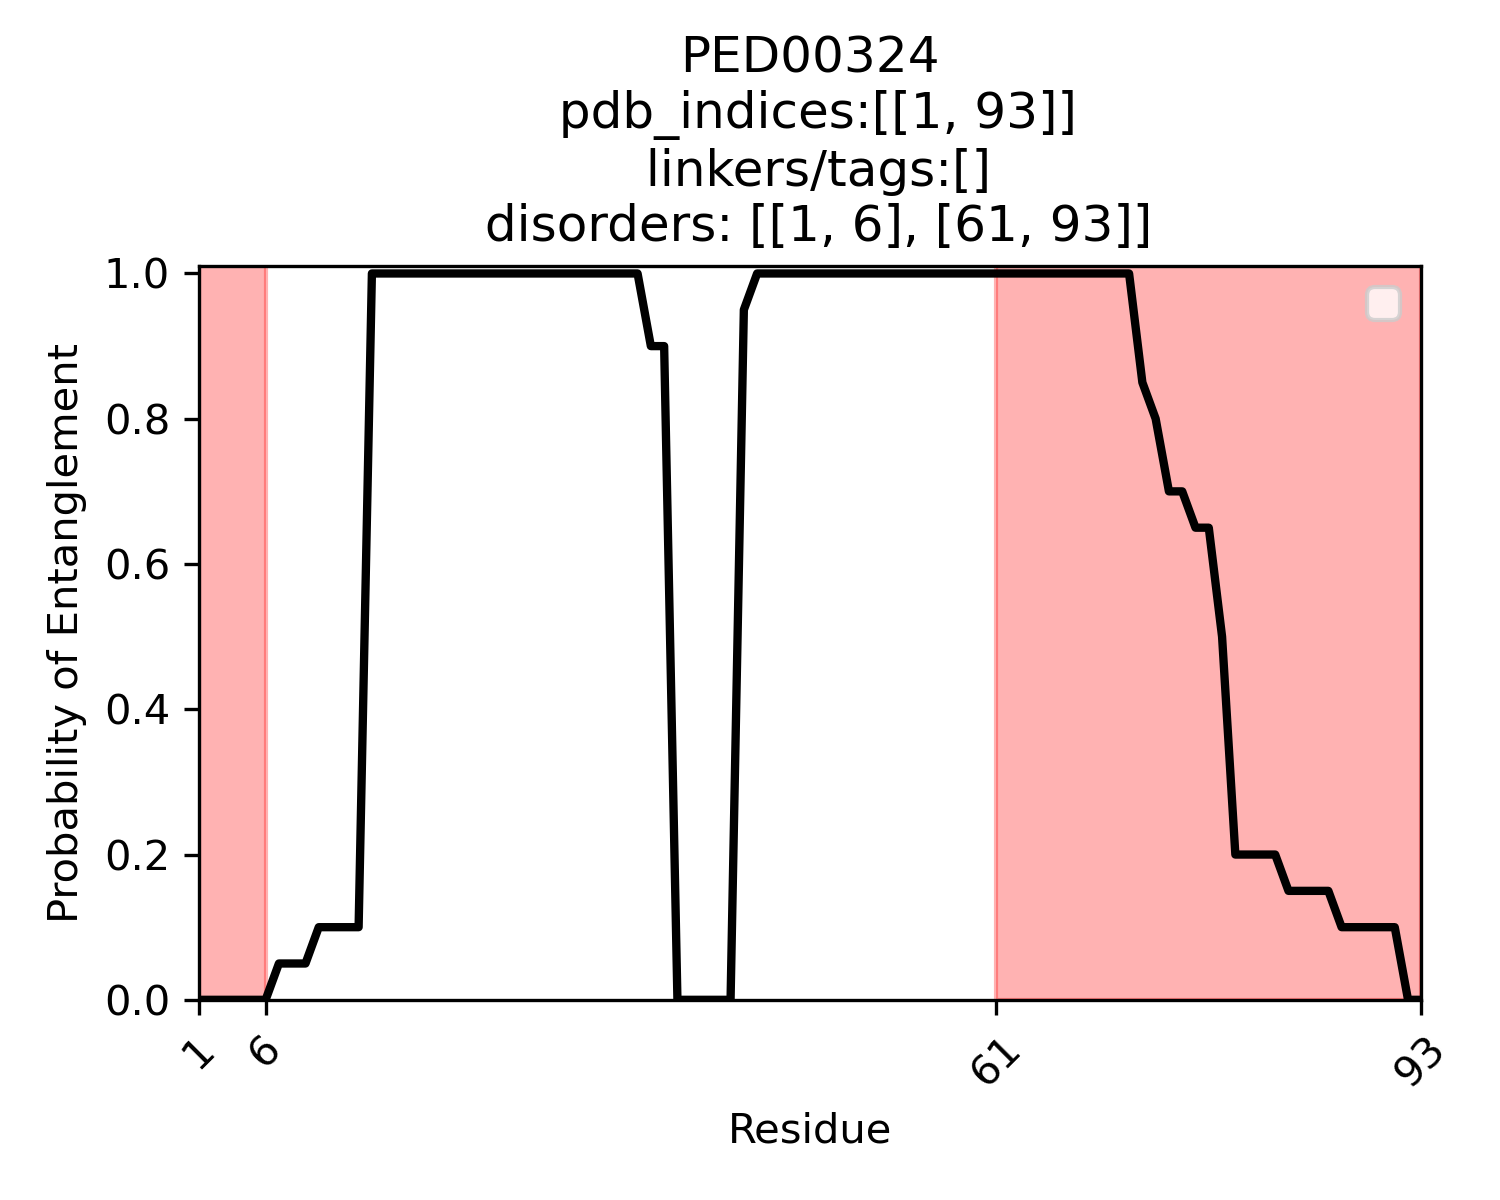 PED00324
pdb_indices:[[1, 93]]
linkers/tags:[]
disorders: [[1, 6], [61, 93]]
Probability of Entanglement
1.0
0.8
0.6
0.4
0.2
0.0
1
6
61
93
Residue